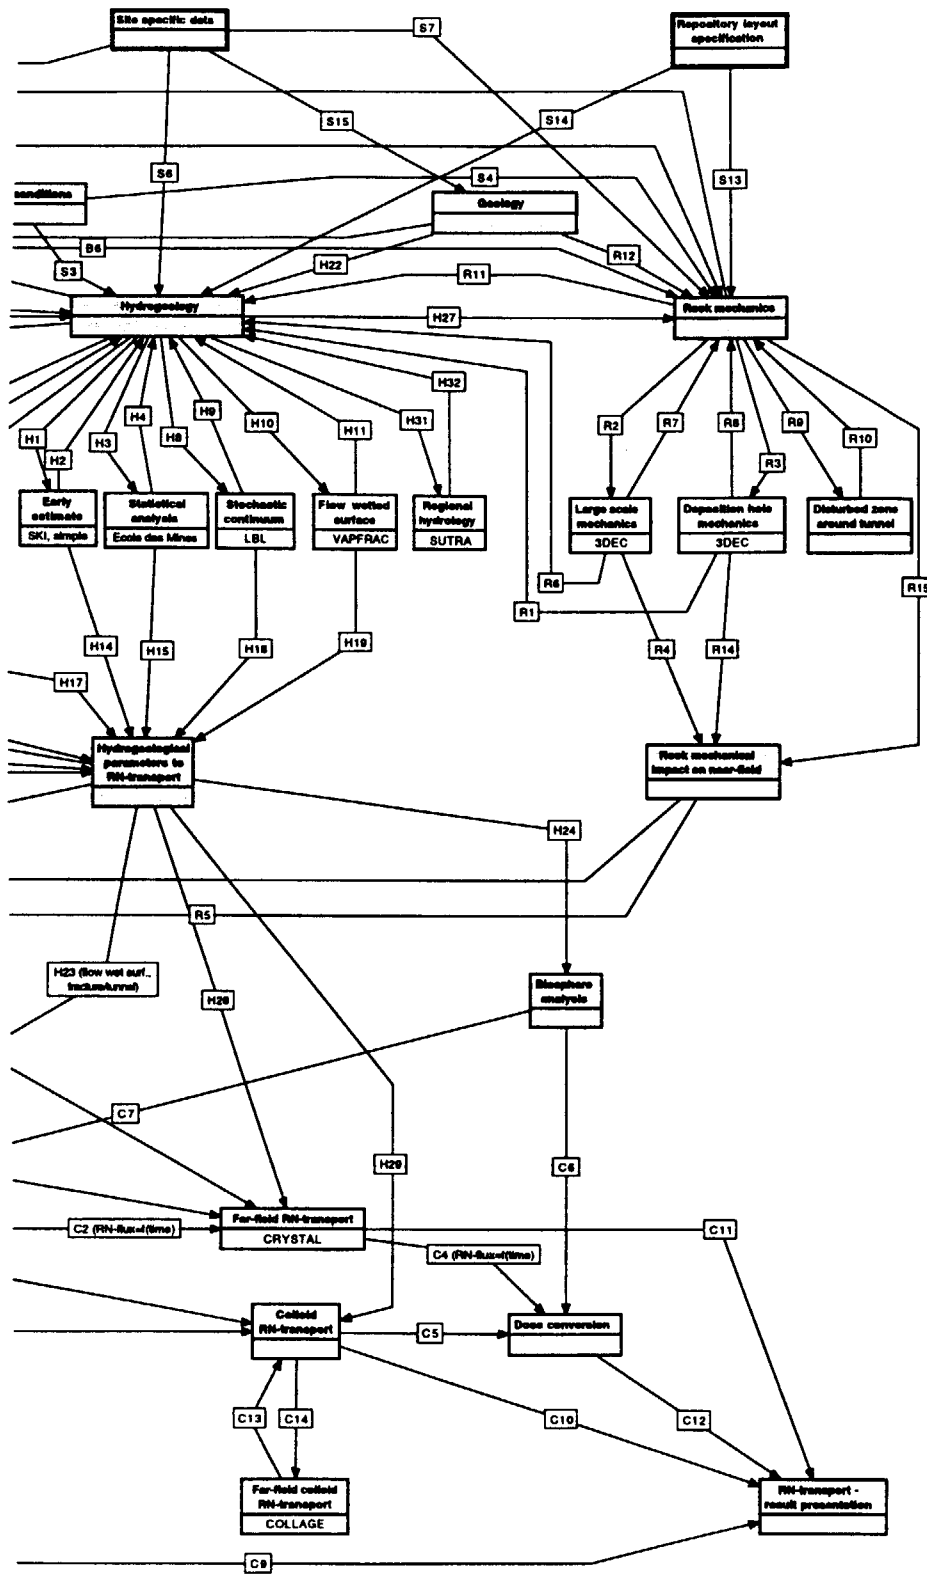 Site specific data
S7
Repository layout
specification
S15
S14
S6
S4
S13
conditions
Geology
B6
S3
H22
R12
R11
Hydrogeology
H27
Rock mechanics
H32
H1
H2
H3
H4
H8
H9
H10
H11
H31
R2
R7
R8
R3
R9
R10
Early
estimate
SKI, simple
Statistical
analysis
Ecole des Mines
Stochastic
continuum
LBL
Flow wetted
surface
VAPFRAC
Regional
hydrology
SUTRA
Large scale
mechanics
3DEC
Deposition hole
mechanics
3DEC
Disturbed zone
around tunnel
R6
R1
R15
H14
H15
H18
H19
R4
R14
H17
Hydrogeological
parameters to
RN-transport
Rock mechanical
impact on near-field
H24
R5
H23 (flow wet surf.,
fracture/tunnel)
H28
Biosphere
analysis
C7
H29
C6
Far-field RN-transport
CRYSTAL
C2 (RN-flux=f(time)
C11
C4 (RN-flux=f(time)
Colloid
RN-transport
C5
Dose conversion
C13
C14
C10
C12
Far-field colloid
RN-transport
COLLAGE
RN-transport -
result presentation
C9